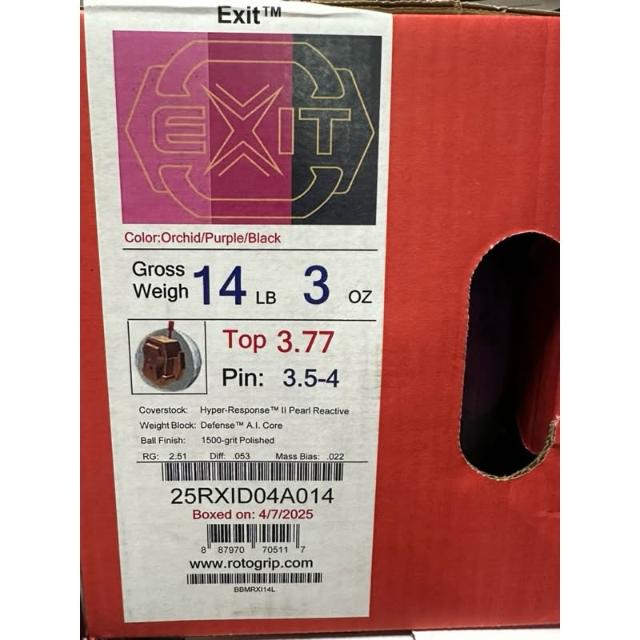 Exit™
EXIT
Color:Orchid/Purple/Black
Gross
Weigh 14 LB 3 OZ
Top 3.77
Pin: 3.5-4
Coverstock: Hyper-Response™ II Pearl Reactive
Weight Block: Defense™ A.I. Core
Ball Finish: 1500-grit Polished
RG: 2.51 Diff: .053 Mass Bias: .022
25RXID04A014
Boxed on: 4/7/2025
8 87970 70511 7
www.rotogrip.com
BBMRXI14L